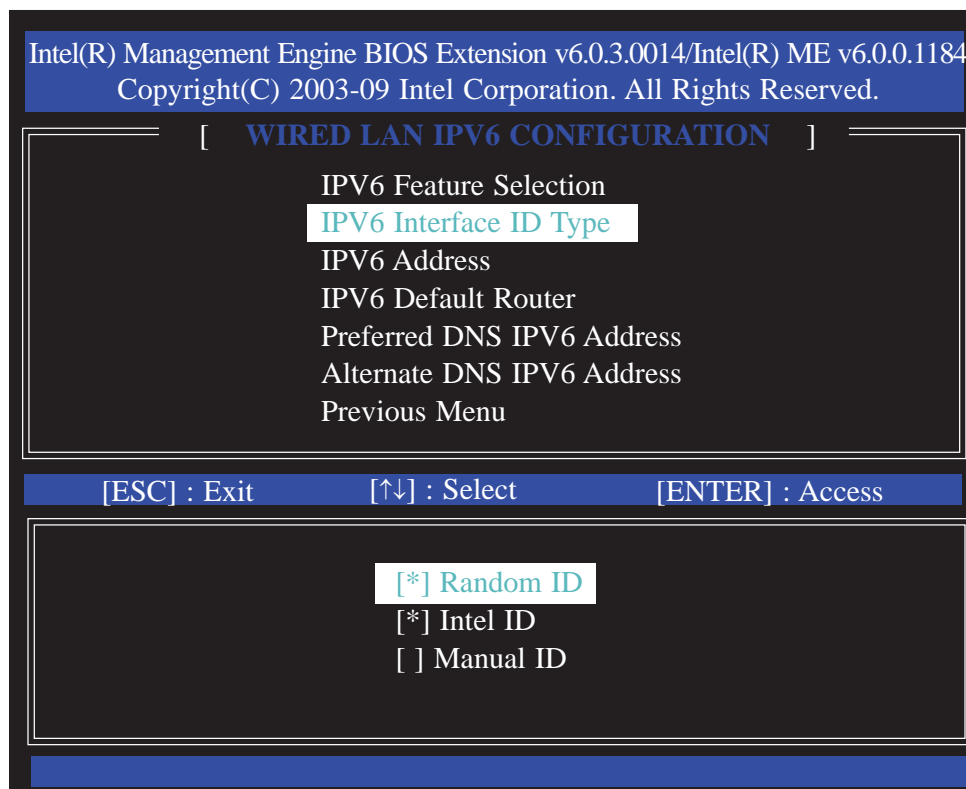 Intel(R) Management Engine BIOS Extension v6.0.3.0014/Intel(R) ME v6.0.0.1184
Copyright(C) 2003-09 Intel Corporation. All Rights Reserved.
[ WIRED LAN IPV6 CONFIGURATION ]
IPV6 Feature Selection
IPV6 Interface ID Type
IPV6 Address
IPV6 Default Router
Preferred DNS IPV6 Address
Alternate DNS IPV6 Address
Previous Menu
[ESC] : Exit [↑↓] : Select [ENTER] : Access
[*] Random ID
[*] Intel ID
[ ] Manual ID